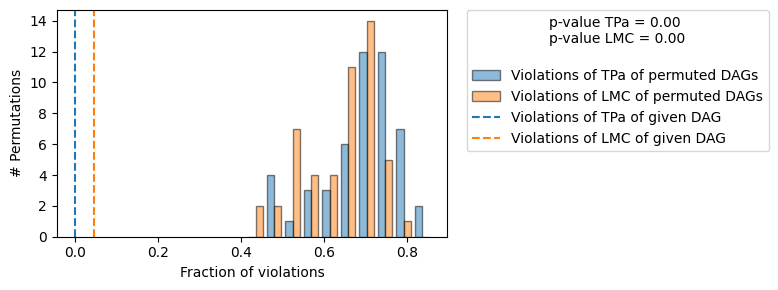 14
12
10
8
6
4
2
0
# Permutations
0.0 0.2 0.4 0.6 0.8
Fraction of violations
p-value TPa = 0.00
p-value LMC = 0.00
Violations of TPa of permuted DAGs
Violations of LMC of permuted DAGs
Violations of TPa of given DAG
Violations of LMC of given DAG